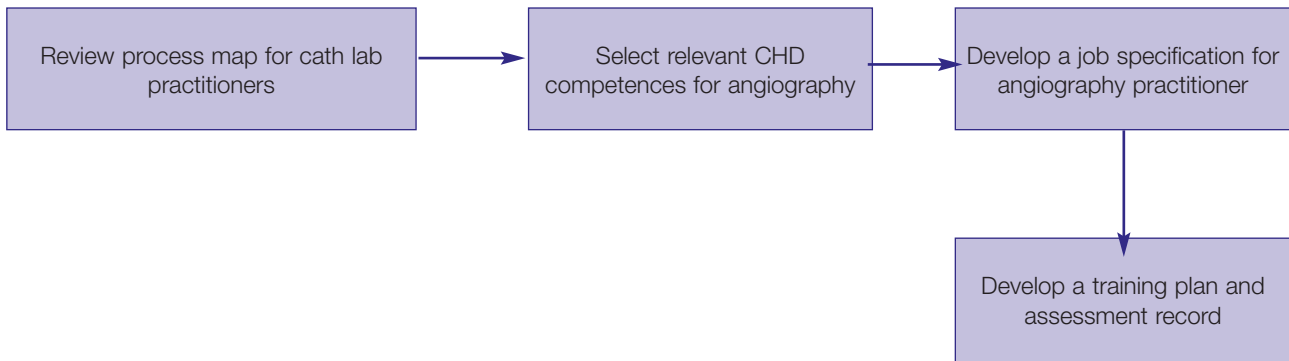 Review process map for cath lab
practitioners
Select relevant CHD
competences for angiography
Develop a job specification for
angiography practitioner
Develop a training plan and
assessment record